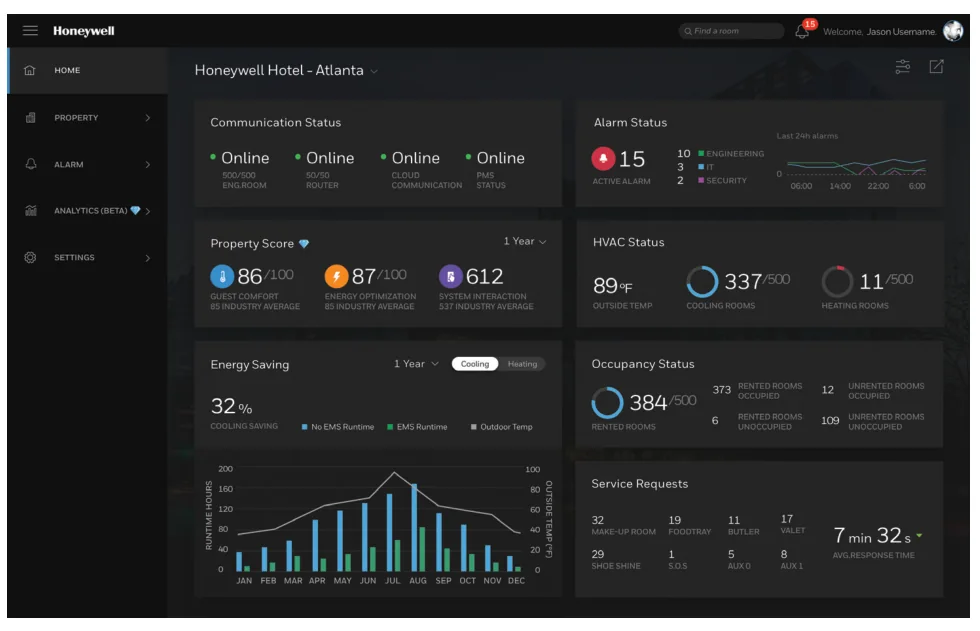 Honeywell
Find a room
15
Welcome, Jason Username.
HOME
PROPERTY
ALARM
ANALYTICS (BETA)
SETTINGS
Honeywell Hotel - Atlanta
Communication Status
Online
500/500
ENG.ROOM
Online
50/50
ROUTER
Online
CLOUD
COMMUNICATION
Online
PMS
STATUS
Alarm Status
15
ACTIVE ALARM
10 ENGINEERING
3 IT
2 SECURITY
Last 24h alarms
0
06:00 14:00 22:00 6:00
Property Score
1 Year
86/100
GUEST COMFORT
85 INDUSTRY AVERAGE
87/100
ENERGY OPTIMIZATION
85 INDUSTRY AVERAGE
612
SYSTEM INTERACTION
537 INDUSTRY AVERAGE
HVAC Status
89°F
OUTSIDE TEMP
337/500
COOLING ROOMS
11/500
HEATING ROOMS
Energy Saving
1 Year
Cooling
Heating
32 %
COOLING SAVING
No EMS Runtime
EMS Runtime
Outdoor Temp
RUNTIME HOURS
200
160
120
80
40
0
100
80
60
40
20
0
OUTSIDE TEMP (°F)
JAN FEB MAR APR MAY JUN JUL AUG SEP OCT NOV DEC
Occupancy Status
384/500
RENTED ROOMS
373 RENTED ROOMS
OCCUPIED
12 UNRENTED ROOMS
OCCUPIED
6 RENTED ROOMS
UNOCCUPIED
109 UNRENTED ROOMS
UNOCCUPIED
Service Requests
32
MAKE-UP ROOM
19
FOODTRAY
11
BUTLER
17
VALET
29
SHOE SHINE
1
S.O.S
5
AUX 0
8
AUX 1
7 min 32 s
AVG.RESPONSE TIME